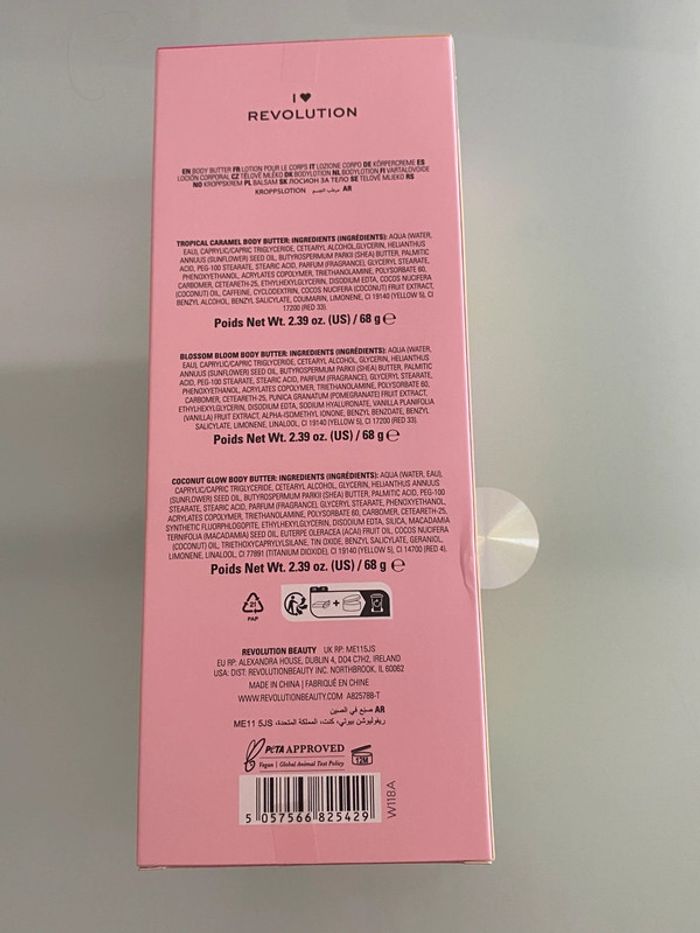 I ♥
REVOLUTION
EN BODY BUTTER FR LOTION POUR LE CORPS IT LOZIONE CORPO DE KÖRPERCREME ES
LOCIÓN CORPORAL CZ TĚLOVÉ MLÉKO DK BODYLOTION NL BODYLOTION FI VARTALOVOIDE
NO KROPPSKREM PL BALSAM SK ЛОСИОН ЗА ТЯЛО SE TELOVÉ MLIEKO RS
KROPPSLOTION مرطب الجسم AR
TROPICAL CARAMEL BODY BUTTER: INGREDIENTS (INGRÉDIENTS): AQUA (WATER,
EAU), CAPRYLIC/CAPRIC TRIGLYCERIDE, CETEARYL ALCOHOL, GLYCERIN, HELIANTHUS
ANNUUS (SUNFLOWER) SEED OIL, BUTYROSPERMUM PARKII (SHEA) BUTTER, PALMITIC
ACID, PEG-100 STEARATE, STEARIC ACID, PARFUM (FRAGRANCE), GLYCERYL STEARATE,
PHENOXYETHANOL, ACRYLATES COPOLYMER, TRIETHANOLAMINE, POLYSORBATE 60,
CARBOMER, CETEARETH-25, ETHYLHEXYLGLYCERIN, DISODIUM EDTA, COCOS NUCIFERA
(COCONUT) OIL, CAFFEINE, CYCLODEXTRIN, COCOS NUCIFERA (COCONUT) FRUIT EXTRACT,
BENZYL ALCOHOL, BENZYL SALICYLATE, COUMARIN, LIMONENE, CI 19140 (YELLOW 5), CI
17200 (RED 33).
Poids Net Wt. 2.39 oz. (US) / 68 g ℮
BLOSSOM BLOOM BODY BUTTER: INGREDIENTS (INGRÉDIENTS): AQUA (WATER,
EAU), CAPRYLIC/CAPRIC TRIGLYCERIDE, CETEARYL ALCOHOL, GLYCERIN, HELIANTHUS
ANNUUS (SUNFLOWER) SEED OIL, BUTYROSPERMUM PARKII (SHEA) BUTTER, PALMITIC
ACID, PEG-100 STEARATE, STEARIC ACID, PARFUM (FRAGRANCE), GLYCERYL STEARATE,
PHENOXYETHANOL, ACRYLATES COPOLYMER, TRIETHANOLAMINE, POLYSORBATE 60,
CARBOMER, CETEARETH-25, PUNICA GRANATUM (POMEGRANATE) FRUIT EXTRACT,
ETHYLHEXYLGLYCERIN, DISODIUM EDTA, SODIUM HYALURONATE, VANILLA PLANIFOLIA
(VANILLA) FRUIT EXTRACT, ALPHA-ISOMETHYL IONONE, BENZYL BENZOATE, BENZYL
SALICYLATE, LIMONENE, LINALOOL, CI 19140 (YELLOW 5), CI 17200 (RED 33).
Poids Net Wt. 2.39 oz. (US) / 68 g ℮
COCONUT GLOW BODY BUTTER: INGREDIENTS (INGRÉDIENTS): AQUA (WATER, EAU),
CAPRYLIC/CAPRIC TRIGLYCERIDE, CETEARYL ALCOHOL, GLYCERIN, HELIANTHUS ANNUUS
(SUNFLOWER) SEED OIL, BUTYROSPERMUM PARKII (SHEA) BUTTER, PALMITIC ACID, PEG-100
STEARATE, STEARIC ACID, PARFUM (FRAGRANCE), GLYCERYL STEARATE, PHENOXYETHANOL,
ACRYLATES COPOLYMER, TRIETHANOLAMINE, POLYSORBATE 60, CARBOMER, CETEARETH-25,
SYNTHETIC FLUORPHLOGOPITE, ETHYLHEXYLGLYCERIN, DISODIUM EDTA, SILICA, MACADAMIA
TERNIFOLIA (MACADAMIA) SEED OIL, EUTERPE OLERACEA (ACAI) FRUIT OIL, COCOS NUCIFERA
(COCONUT) OIL, TRIETHOXYCAPRYLYLSILANE, TIN OXIDE, BENZYL SALICYLATE, GERANIOL,
LIMONENE, LINALOOL, CI 77891 (TITANIUM DIOXIDE), CI 19140 (YELLOW 5), CI 14700 (RED 4).
Poids Net Wt. 2.39 oz. (US) / 68 g ℮
21
PAP
+
REVOLUTION BEAUTY UK RP: ME115JS
EU RP: ALEXANDRA HOUSE, DUBLIN 4, D04 C7H2, IRELAND
USA: DIST: REVOLUTIONBEAUTY INC. NORTHBROOK, IL 60062
MADE IN CHINA | FABRIQUÉ EN CHINE
WWW.REVOLUTIONBEAUTY.COM A825788-T
AR صنع في الصين
ريفوليوشن بيوتي، كنت، المملكة المتحدة، ME11 5JS
PETA APPROVED
Vegan | Global Animal Test Policy
12M
5 057566 825429
W118A